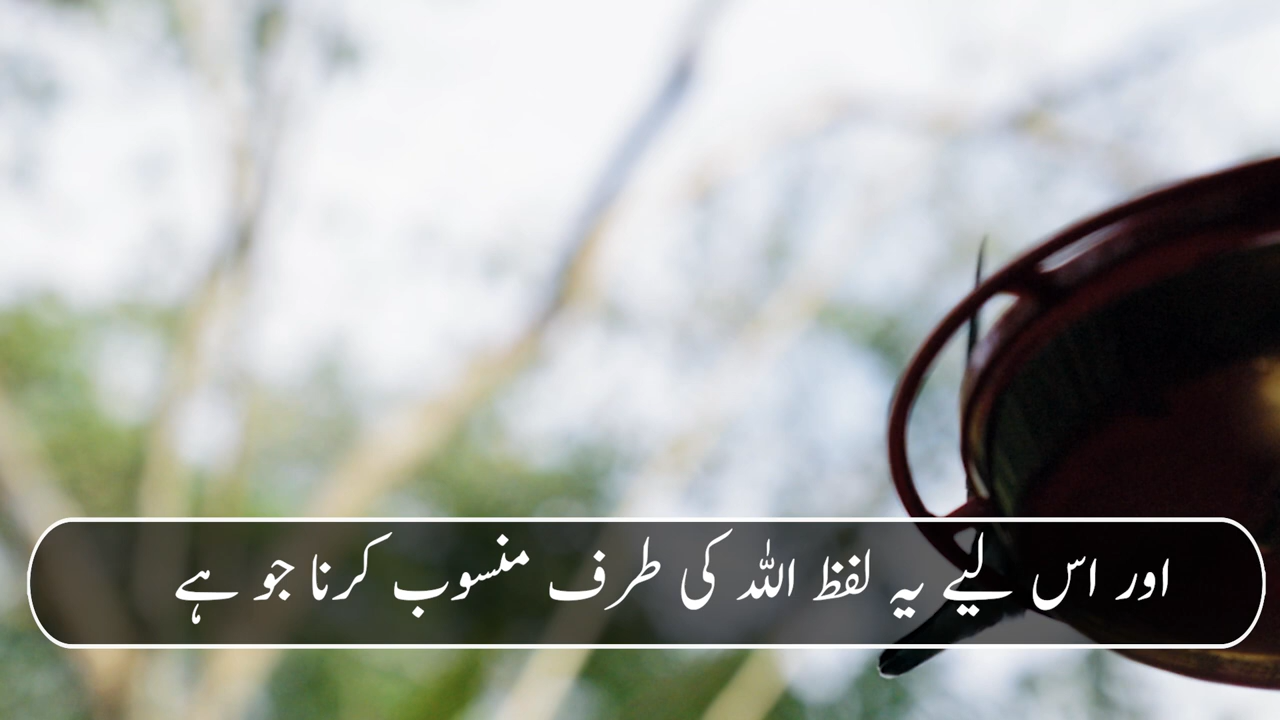 اور اس لیے یہ لفظ اللہ کی طرف منسوب کرنا جو ہے